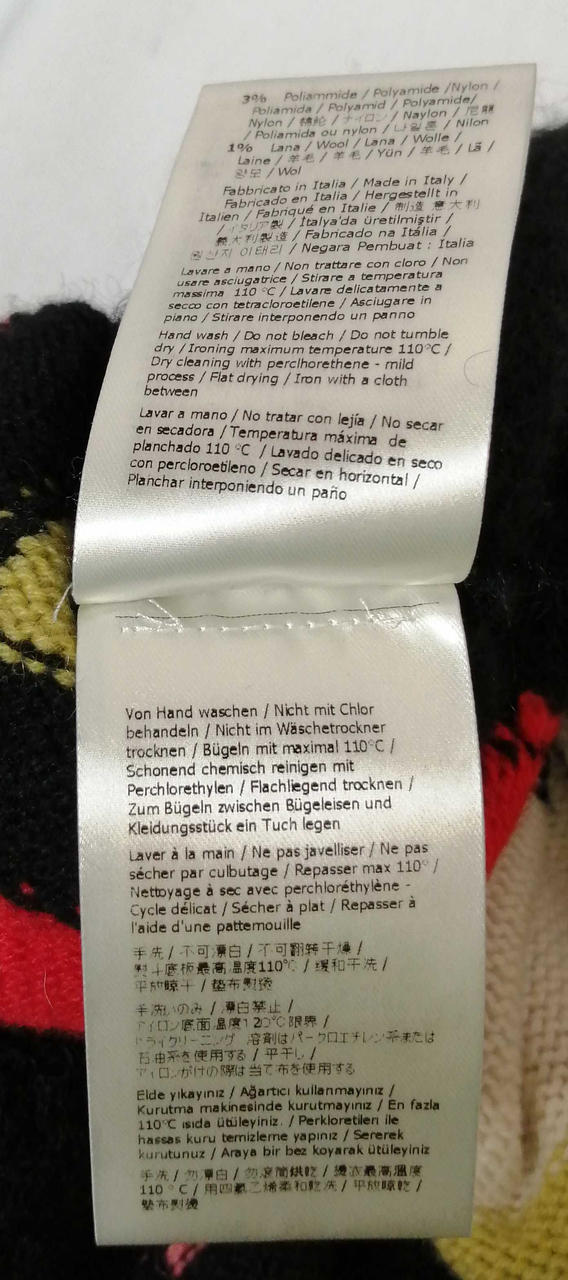 3% Poliammide / Polyamide /Nylon /
Poliamida / Polyamid / Polyamide/
Nylon / 锦纶 / ナイロン / Naylon / 尼龍
/ Poliamida ou nylon / 나일론 / Nilon
1% Lana / Wool / Lana / Wolle /
Laine / 羊毛 / 羊毛 / Yün / 羊毛 / Lã /
양모 / Wol
Fabbricato in Italia / Made in Italy /
Fabricado en Italia / Hergestellt in
Italien / Fabriqué en Italie / 制造 意大利
/ イタリア製 / İtalya'da üretilmiştir /
義大利製造 / Fabricado na Itália /
원산지 이태리 / Negara Pembuat : Italia
Lavare a mano / Non trattare con cloro / Non
usare asciugatrice / Stirare a temperatura
massima 110 °C / Lavare delicatamente a
secco con tetracloroetilene / Asciugare in
piano / Stirare interponendo un panno
Hand wash / Do not bleach / Do not tumble
dry / Ironing maximum temperature 110°C /
Dry cleaning with perclhorethene - mild
process / Flat drying / Iron with a cloth
between
Lavar a mano / No tratar con lejía / No secar
en secadora / Temperatura máxima de
planchado 110 °C / Lavado delicado en seco
con percloroetileno / Secar en horizontal /
Planchar interponiendo un paño
Von Hand waschen / Nicht mit Chlor
behandeln / Nicht im Wäschetrockner
trocknen / Bügeln mit maximal 110°C /
Schonend chemisch reinigen mit
Perchlorethylen / Flachliegend trocknen /
Zum Bügeln zwischen Bügeleisen und
Kleidungsstück ein Tuch legen
Laver à la main / Ne pas javelliser / Ne pas
sécher par culbutage / Repasser max 110° /
Nettoyage à sec avec perchloréthylène -
Cycle délicat / Sécher à plat / Repasser à
l'aide d'une pattemouille
手洗 / 不可漂白 / 不可翻转干燥 /
熨斗底板最高温度110°C / 缓和干洗 /
平放晾干 / 垫布熨烫
手洗いのみ / 漂白禁止 /
アイロン底面温度120°C限界 /
ドライクリーニング 溶剤はパークロエチレン系または
石油系を使用する / 平干し /
アイロンがけの際は当て布を使用する
Elde yıkayınız / Ağartıcı kullanmayınız /
Kurutma makinesinde kurutmayınız / En fazla
110°C ısıda ütüleyiniz. / Perkloretilen ile
hassas kuru temizleme yapınız / Sererek
kurutunuz / Araya bir bez koyarak ütüleyiniz
手洗 / 勿漂白 / 勿滾筒烘乾 / 燙衣最高溫度
110 ° C / 用四氯乙烯柔和乾洗 / 平放晾乾 /
墊布熨燙